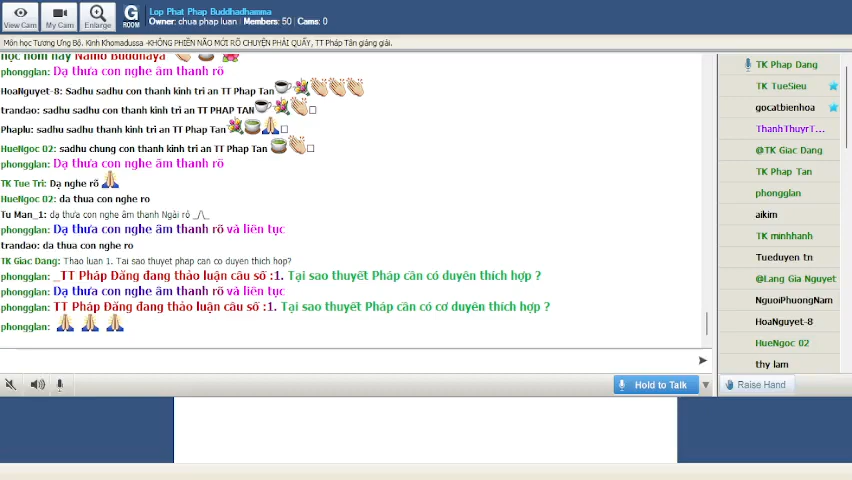 Lop Phat Phap Buddhadhamma
Owner: chua phap luan | Members: 50 | Cams: 0
View Cam
My Cam
Enlarge
G ROOM
Môn học Tương Ưng Bộ. Kinh Khomadussa -KHÔNG PHIỀN NÃO MỚI RÕ CHUYỆN PHẢI QUẤY, TT Pháp Tân giảng giải.
học hôm nay Namo Buddhaya
phongglan: Dạ thưa con nghe âm thanh rõ
HoaNguyet-8: Sadhu sadhu con thanh kinh tri an TT Phap Tan
trandao: sadhu sadhu con thanh kinh tri an TT PHAP TAN
Phaplu: sadhu sadhu thanh kinh tri an TT Phap Tan
HueNgoc 02: sadhu chung con thanh kinh tri an TT Phap Tan
phongglan: Dạ thưa con nghe âm thanh rõ
TK Tue Tri: Dạ nghe rõ
HueNgoc 02: da thua con nghe ro
Tu Man_1: dạ thưa con nghe âm thanh Ngài rõ _/\_
phongglan: Dạ thưa con nghe âm thanh rõ và liên tục
trandao: da thua con nghe ro
TK Giac Dang: Thao luan 1. Tai sao thuyet phap can co duyen thich hop?
phongglan: _TT Pháp Đăng đang thảo luận câu số :1. Tại sao thuyết Pháp cần có duyên thích hợp ?
phongglan: Dạ thưa con nghe âm thanh rõ và liên tục
phongglan: TT Pháp Đăng đang thảo luận câu số :1. Tại sao thuyết Pháp cần có cơ duyên thích hợp ?
phongglan:
Hold to Talk
TK Phap Dang
TK TueSieu
gocatbienhoa
ThanhThuyrT...
@TK Giac Dang
TK Phap Tan
phongglan
aikim
TK minhhanh
Tueduyen tn
@Lang Gia Nguyet
NguoiPhuongNam
HoaNguyet-8
HueNgoc 02
thy lam
Raise Hand